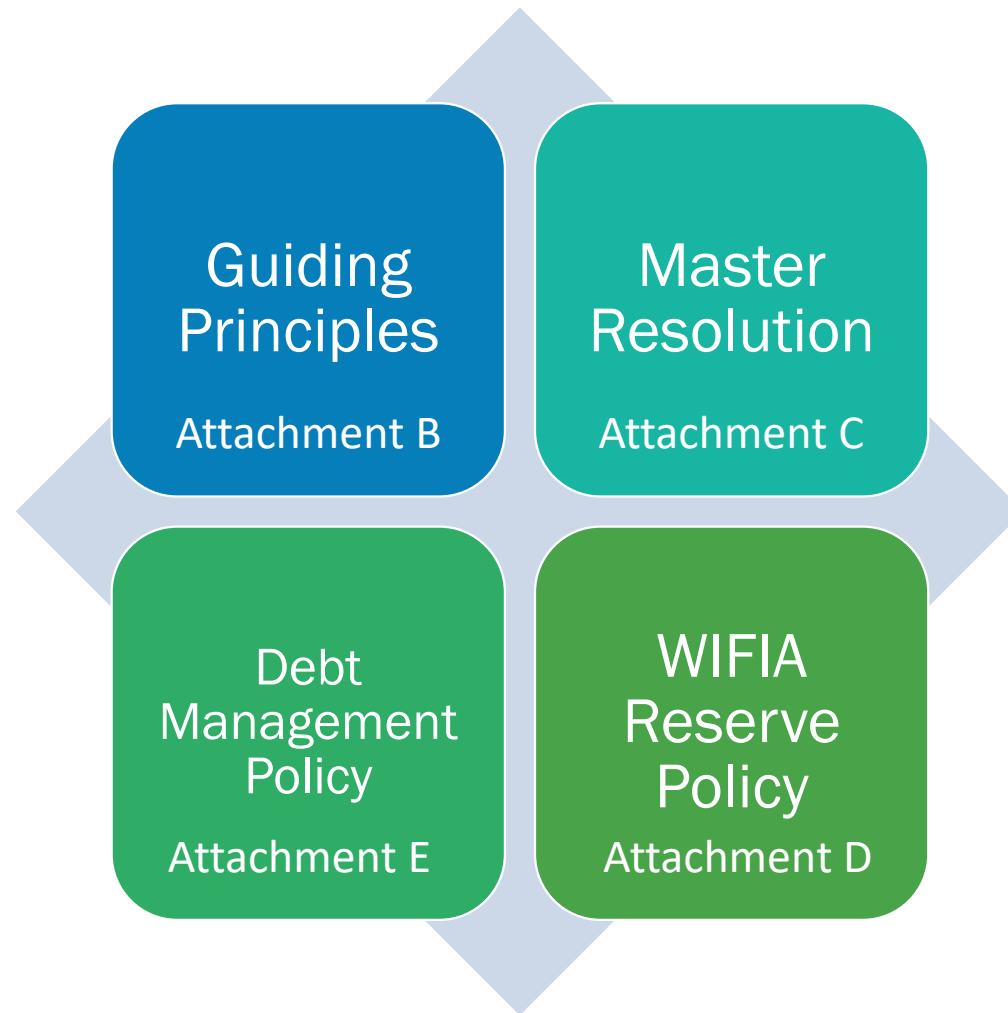 Guiding
Principles
Attachment B
Master
Resolution
Attachment C
Debt
Management
Policy
Attachment E
WIFIA
Reserve
Policy
Attachment D